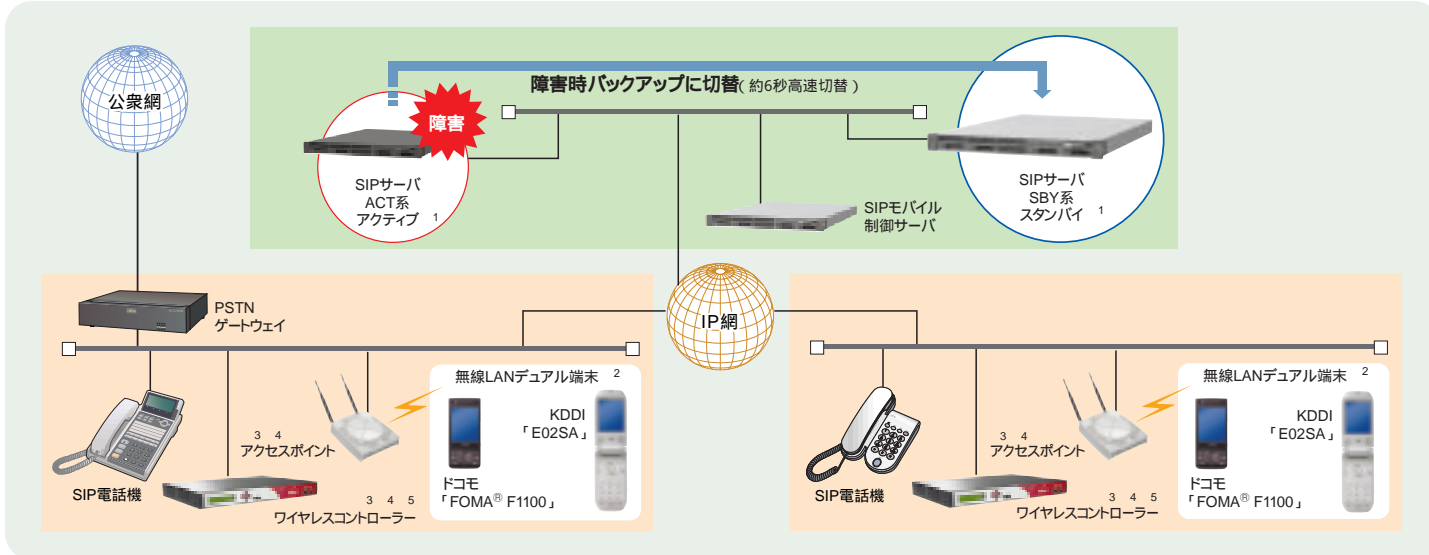 公衆網
障害時バックアップに切替(約6秒高速切替)
障害
SIPサーバ
ACT系
アクティブ 1
SIPサーバ
SBY系
スタンバイ 1
SIPモバイル
制御サーバ
IP網
PSTN
ゲートウェイ
SIP電話機
3 4
アクセスポイント
3 4 5
ワイヤレスコントローラー
無線LANデュアル端末 2
KDDI
「E02SA」
ドコモ
「FOMA® F1100」
SIP電話機
3 4
アクセスポイント
3 4 5
ワイヤレスコントローラー
無線LANデュアル端末 2
KDDI
「E02SA」
ドコモ
「FOMA® F1100」